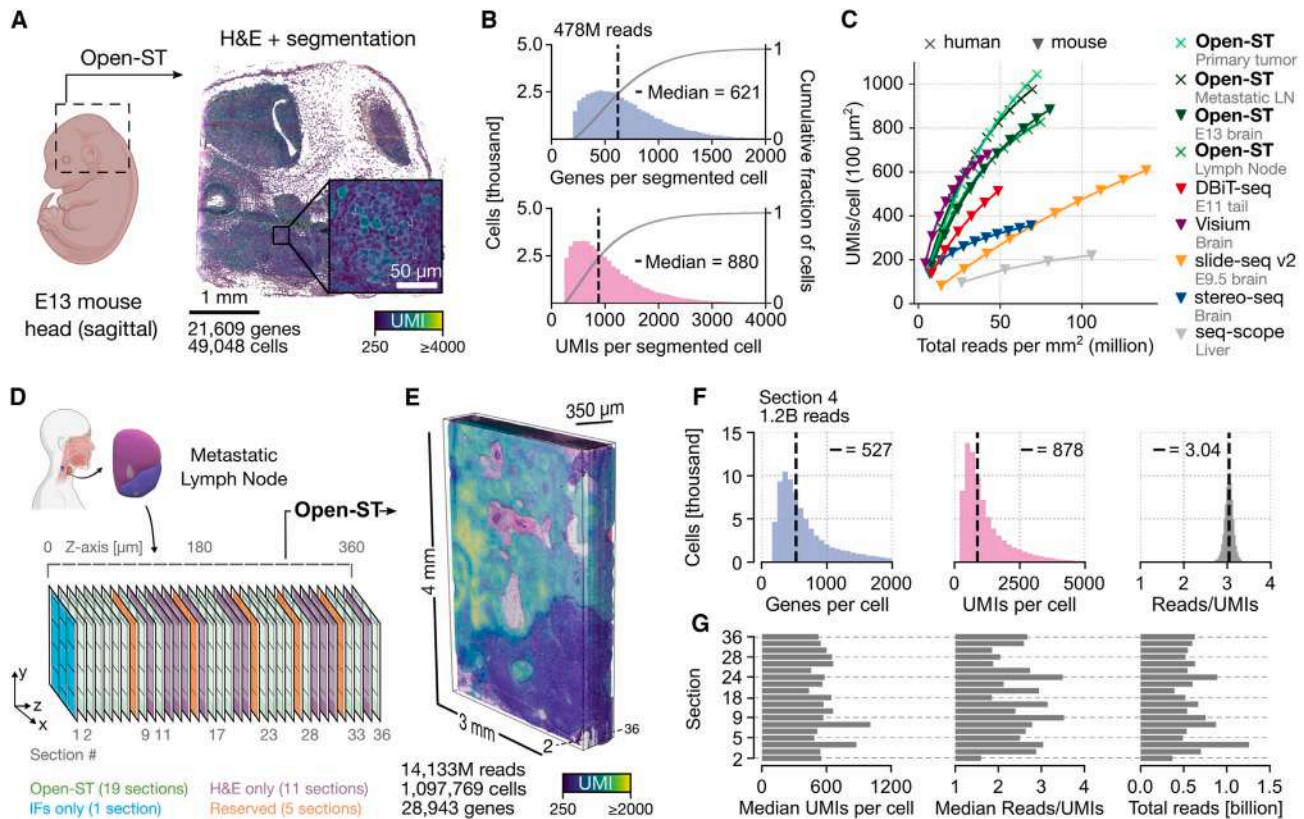 A
Open-ST
H&E + segmentation
E13 mouse
head (sagittal)
1 mm
50 µm
21,609 genes
49,048 cells
UMI
250
≥4000
B
478M reads
5.0
2.5
1
0
Median = 621
0 500 1000 1500 2000
Genes per segmented cell
Cells [thousand]
Cumulative fraction of cells
5.0
2.5
1
0
Median = 880
0 1000 2000 3000 4000
UMIs per segmented cell
C
human
mouse
1000
800
600
400
200
0
UMIs/cell (100 µm²)
0 50 100
Total reads per mm² (million)
Open-ST
Primary tumor
Open-ST
Metastatic LN
Open-ST
E13 brain
Open-ST
Lymph Node
DBiT-seq
E11 tail
Visium
Brain
slide-seq v2
E9.5 brain
stereo-seq
Brain
seq-scope
Liver
D
Metastatic
Lymph Node
Open-ST
0 Z-axis [µm] 180 360
y
z
x
1 2 9 11 17 23 28 33 36
Section #
Open-ST (19 sections)
H&E only (11 sections)
IFs only (1 section)
Reserved (5 sections)
E
350 µm
4 mm
3 mm
2
36
14,133M reads
1,097,769 cells
28,943 genes
UMI
250
≥2000
F
Section 4
1.2B reads
Cells [thousand]
15
10
5
0
= 527
0 1000 2000
Genes per cell
= 878
0 2500 5000
UMIs per cell
= 3.04
1 2 3 4
Reads/UMIs
G
Section
36
28
24
18
9
5
2
0 600 1200
Median UMIs per cell
1 2 3 4
Median Reads/UMIs
0.0 0.5 1.0 1.5
Total reads [billion]